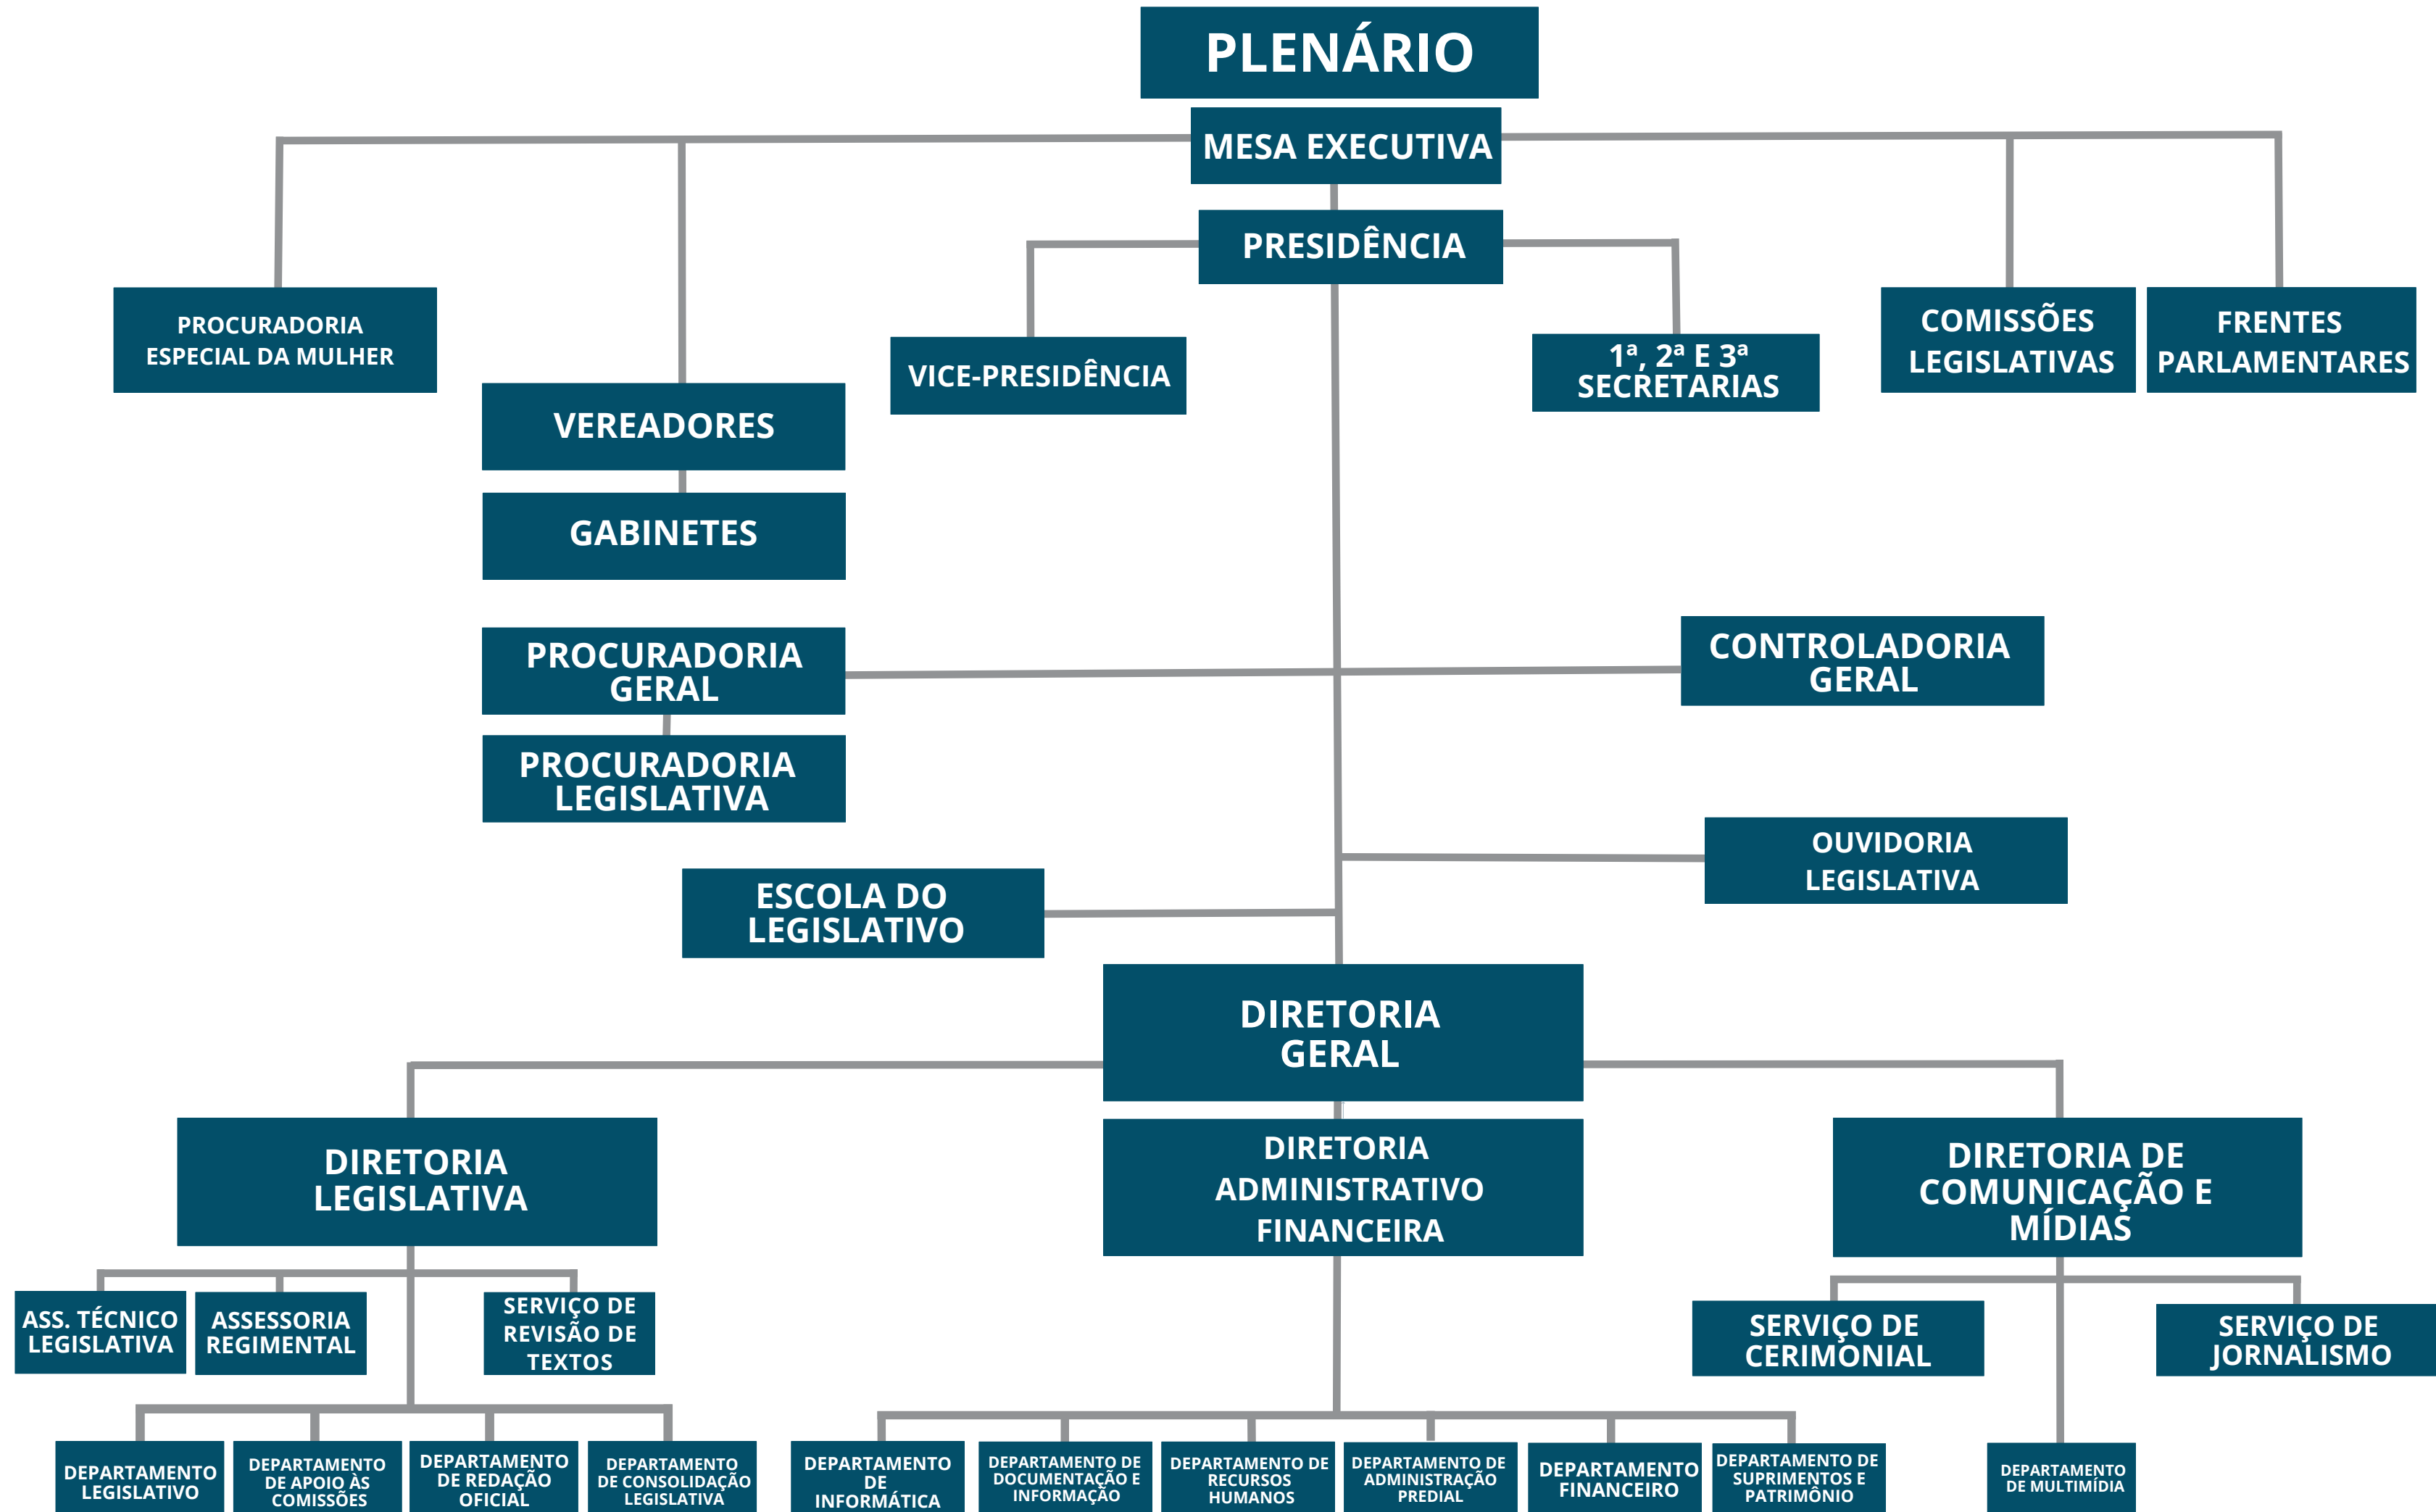 PLENÁRIO
MESA EXECUTIVA
PRESIDÊNCIA
PROCURADORIA
ESPECIAL DA MULHER
VEREADORES
GABINETES
VICE-PRESIDÊNCIA
1ª, 2ª E 3ª
SECRETARIAS
COMISSÕES
LEGISLATIVAS
FRENTES
PARLAMENTARES
PROCURADORIA
GERAL
CONTROLADORIA
GERAL
PROCURADORIA
LEGISLATIVA
OUVIDORIA
LEGISLATIVA
ESCOLA DO
LEGISLATIVO
DIRETORIA
GERAL
DIRETORIA
LEGISLATIVA
DIRETORIA
ADMINISTRATIVO
FINANCEIRA
DIRETORIA DE
COMUNICAÇÃO E
MÍDIAS
ASS. TÉCNICO
LEGISLATIVA
ASSESSORIA
REGIMENTAL
SERVIÇO DE
REVISÃO DE
TEXTOS
SERVIÇO DE
CERIMONIAL
SERVIÇO DE
JORNALISMO
DEPARTAMENTO
LEGISLATIVO
DEPARTAMENTO
DE APOIO ÀS
COMISSÕES
DEPARTAMENTO
DE REDAÇÃO
OFICIAL
DEPARTAMENTO
DE CONSOLIDAÇÃO
LEGISLATIVA
DEPARTAMENTO
DE
INFORMÁTICA
DEPARTAMENTO DE
DOCUMENTAÇÃO E
INFORMAÇÃO
DEPARTAMENTO DE
RECURSOS
HUMANOS
DEPARTAMENTO DE
ADMINISTRAÇÃO
PREDIAL
DEPARTAMENTO
FINANCEIRO
DEPARTAMENTO DE
SUPRIMENTOS E
PATRIMÔNIO
DEPARTAMENTO
DE MULTIMÍDIA